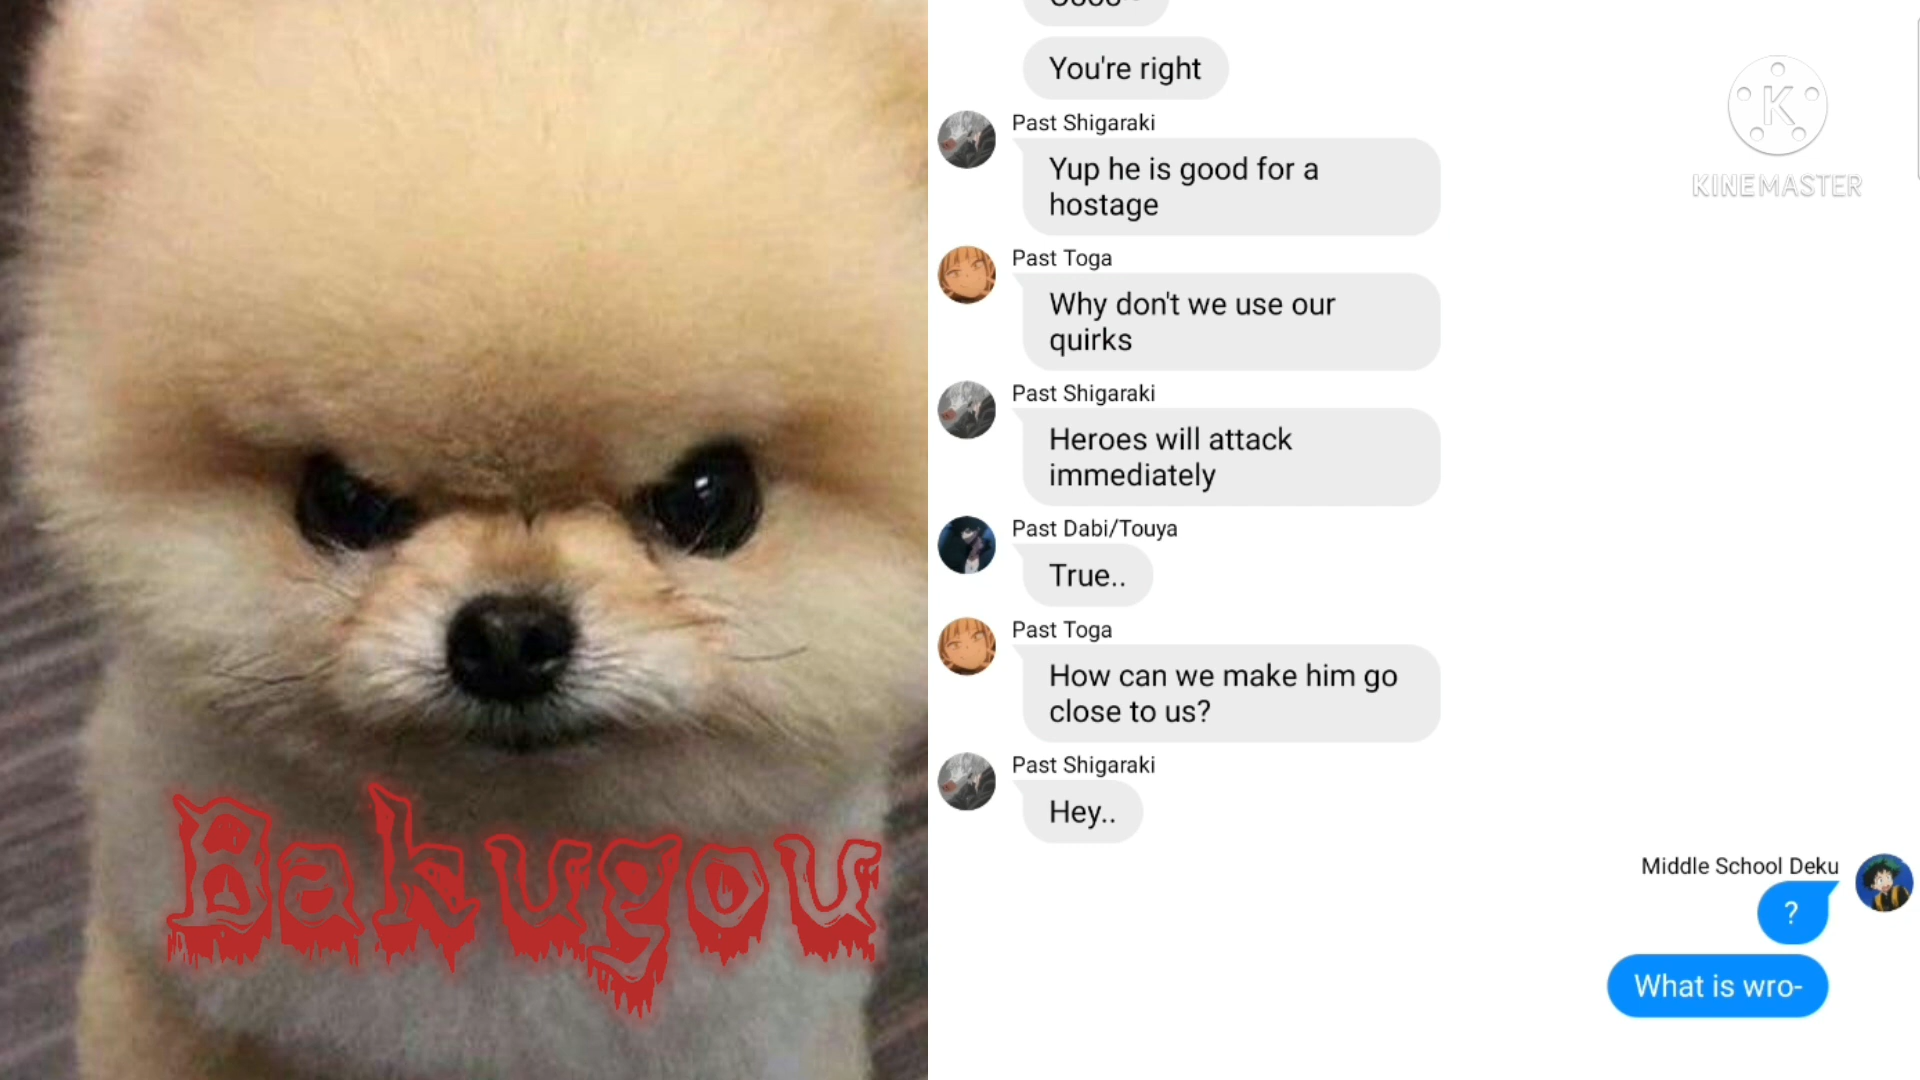 Bakugou
You're right
Past Shigaraki
Yup he is good for a
hostage
Past Toga
Why don't we use our
quirks
Past Shigaraki
Heroes will attack
immediately
Past Dabi/Touya
True..
Past Toga
How can we make him go
close to us?
Past Shigaraki
Hey..
Middle School Deku
?
What is wro-
K
KINEMASTER